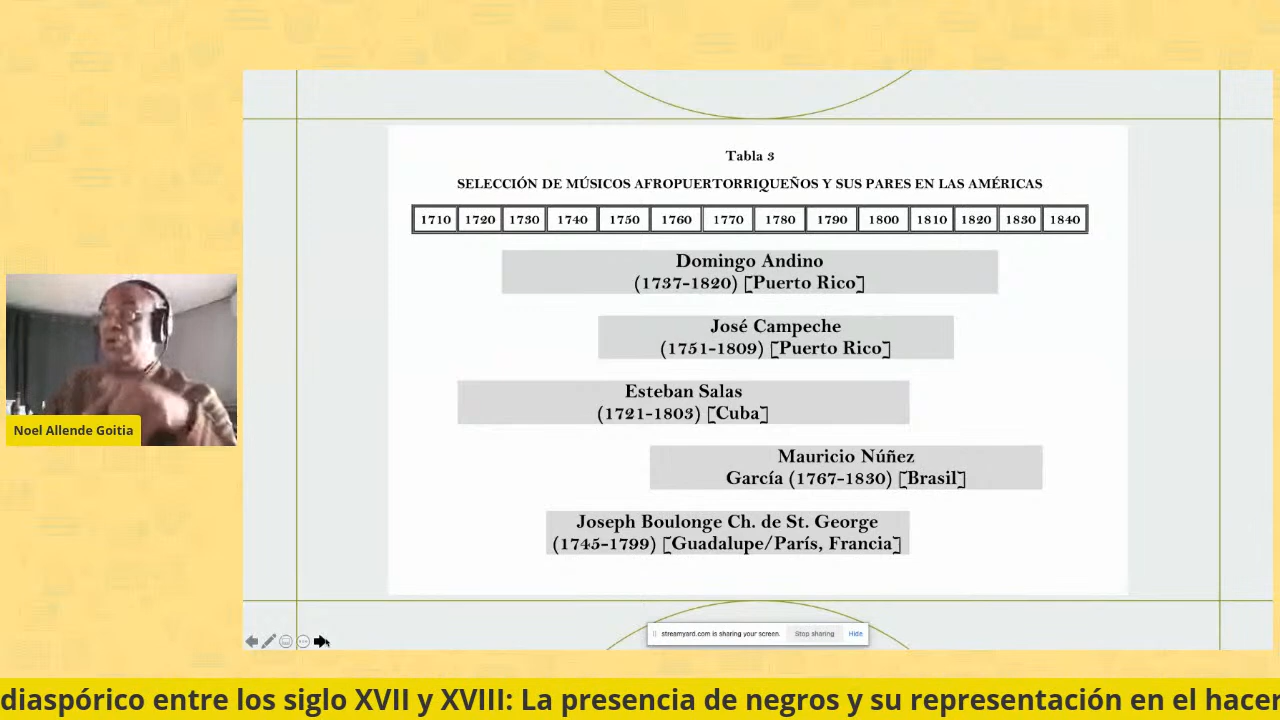 Tabla 3
SELECCIÓN DE MÚSICOS AFROPUERTORRIQUEÑOS Y SUS PARES EN LAS AMÉRICAS
1710 1720 1730 1740 1750 1760 1770 1780 1790 1800 1810 1820 1830 1840
Domingo Andino
(1737-1820) [Puerto Rico]
José Campeche
(1751-1809) [Puerto Rico]
Esteban Salas
(1721-1803) [Cuba]
Mauricio Núñez
García (1767-1830) [Brasil]
Joseph Boulonge Ch. de St. George
(1745-1799) [Guadalupe/París, Francia]
Noel Allende Goitia
streamyard.com is sharing your screen. Stop sharing Hide
diaspórico entre los siglo XVII y XVIII: La presencia de negros y su representación en el hacer